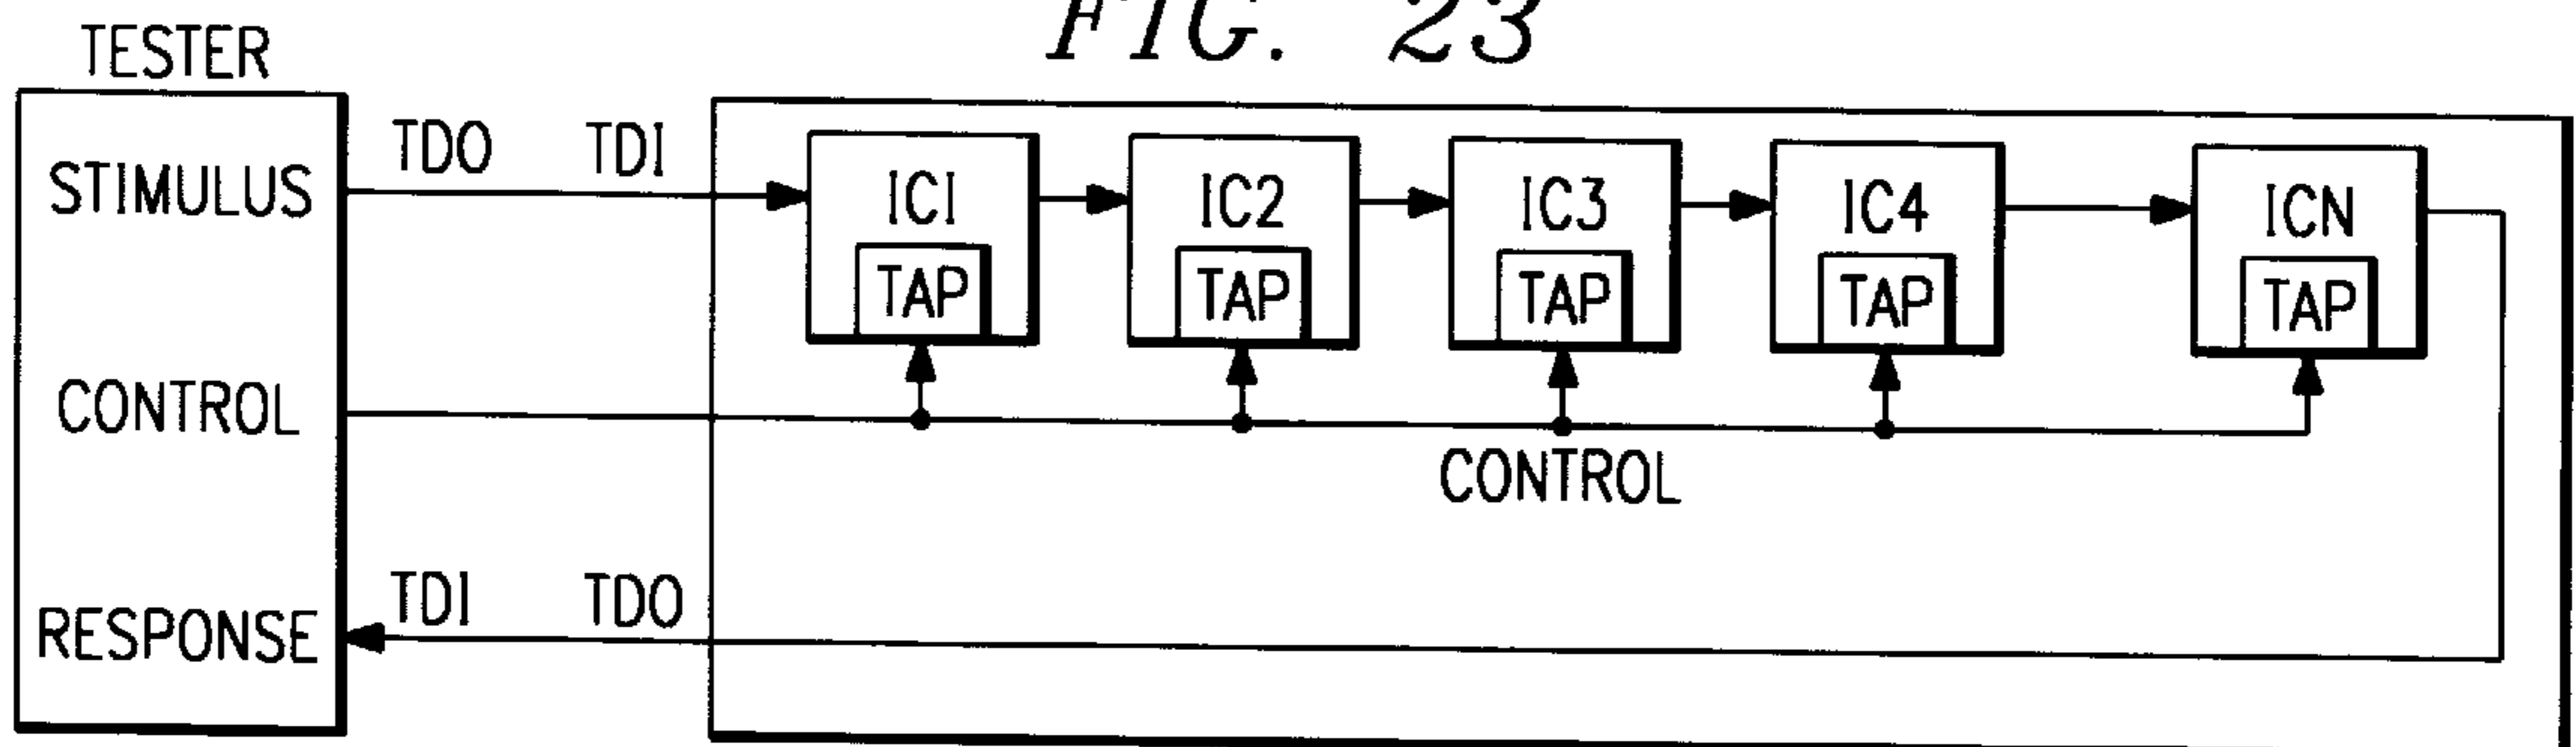 FIG. 23
TESTER
STIMULUS
TDO
TDI
IC1
IC2
IC3
IC4
ICN
TAP
TAP
TAP
TAP
TAP
CONTROL
CONTROL
RESPONSE
TDI
TDO